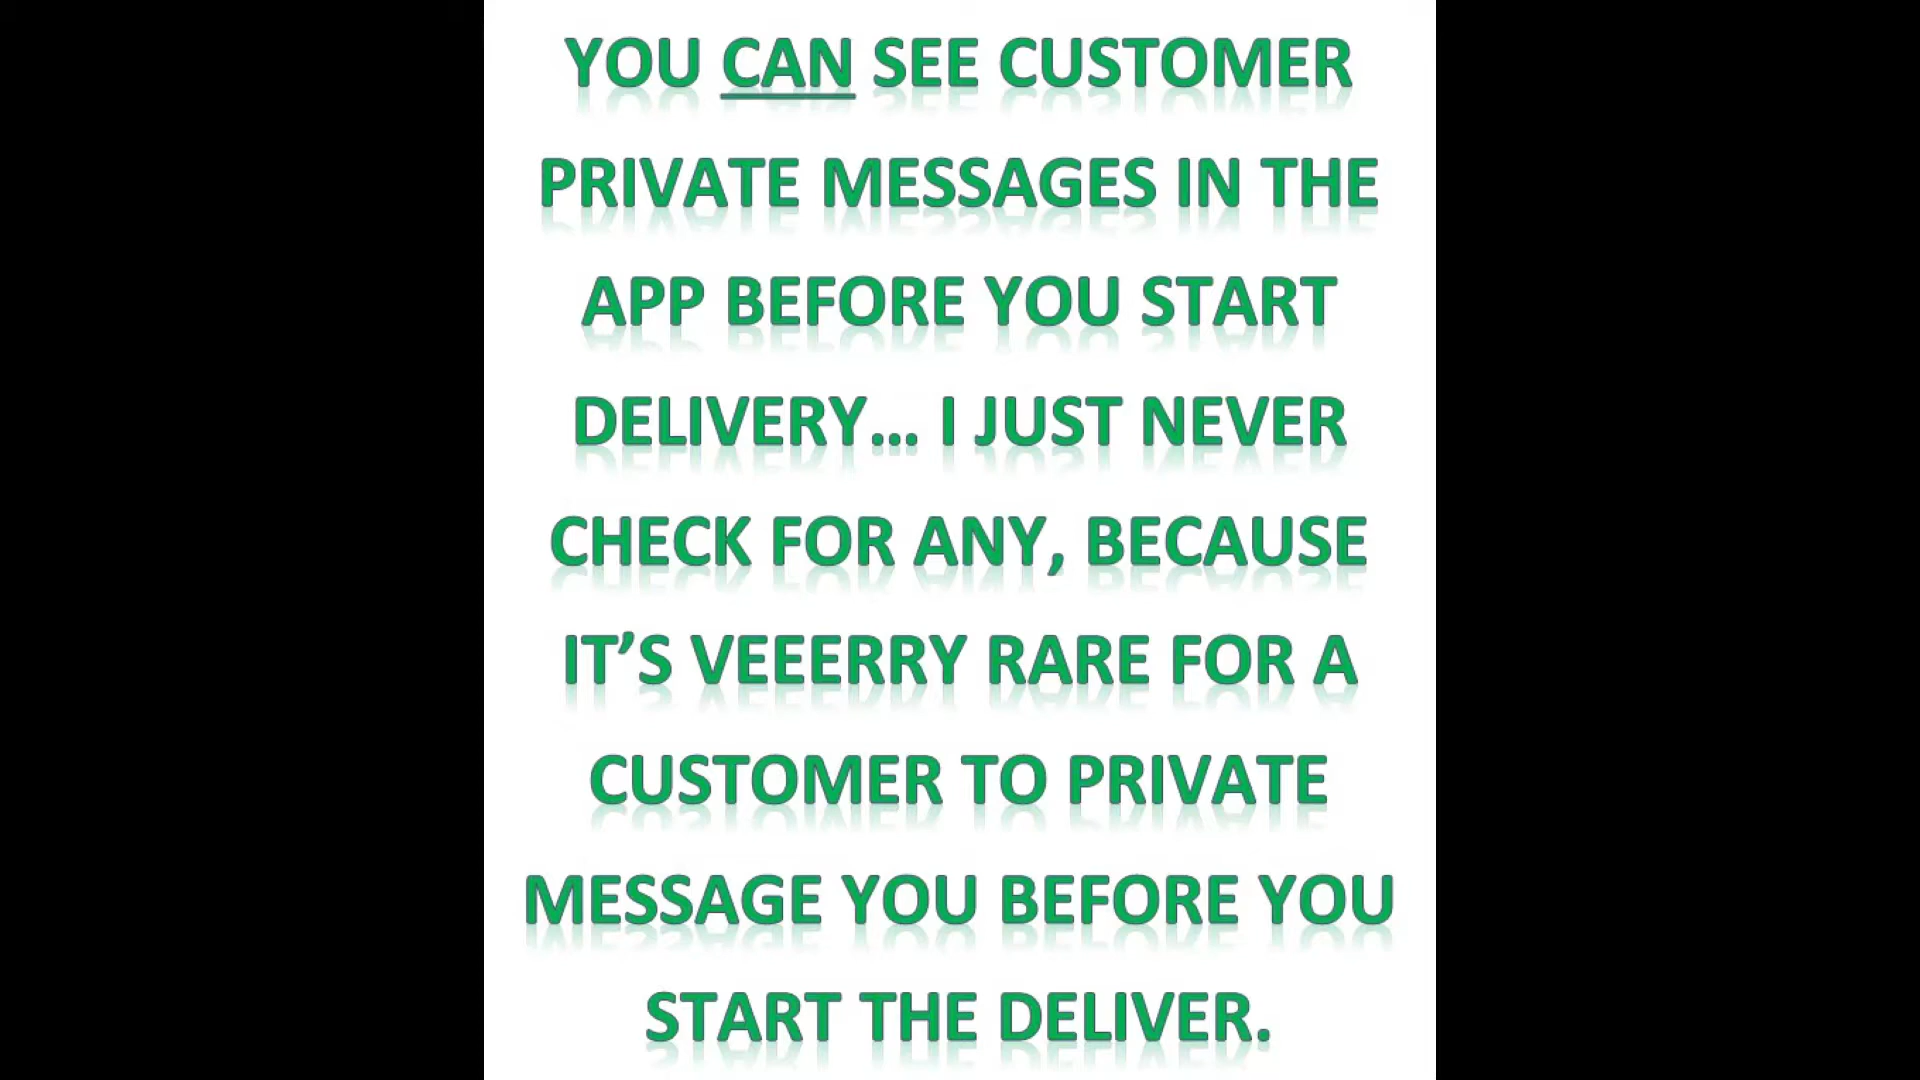 YOU CAN SEE CUSTOMER
PRIVATE MESSAGES IN THE
APP BEFORE YOU START
DELIVERY… I JUST NEVER
CHECK FOR ANY, BECAUSE
IT’S VEEERRY RARE FOR A
CUSTOMER TO PRIVATE
MESSAGE YOU BEFORE YOU
START THE DELIVER.